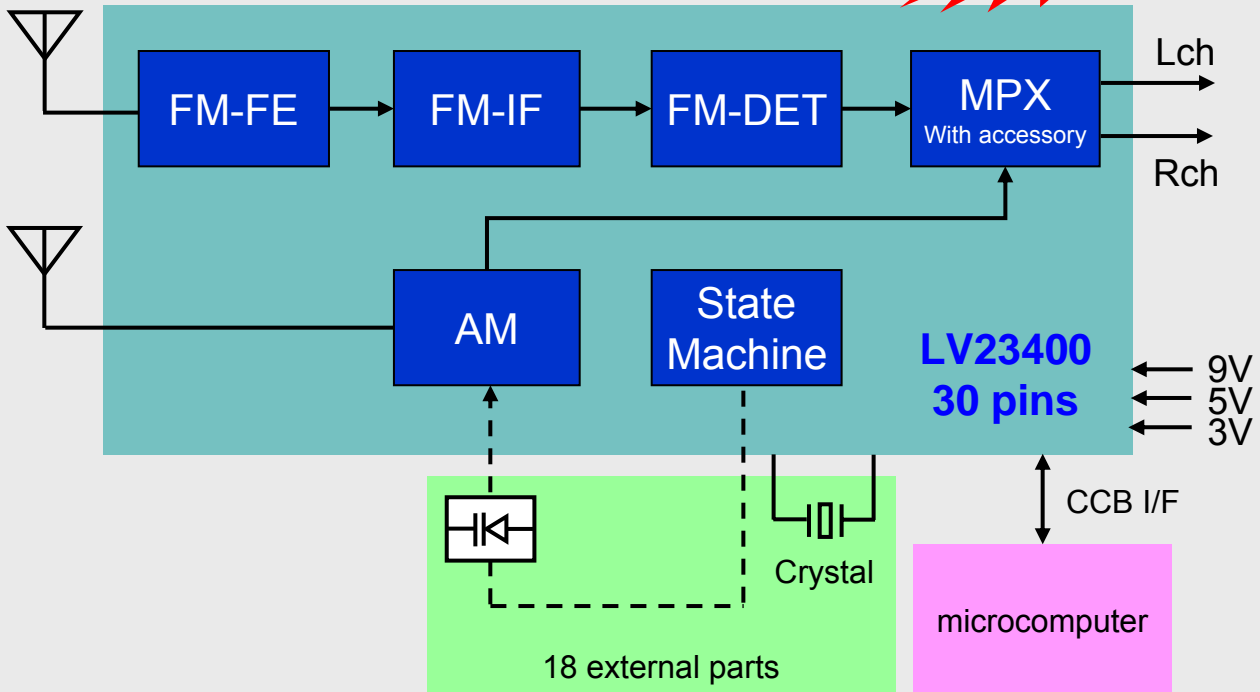 Lch
FM-FE
FM-IF
FM-DET
MPX
With accessory
Rch
AM
State
Machine
LV23400
30 pins
9V
5V
3V
CCB I/F
Crystal
microcomputer
18 external parts